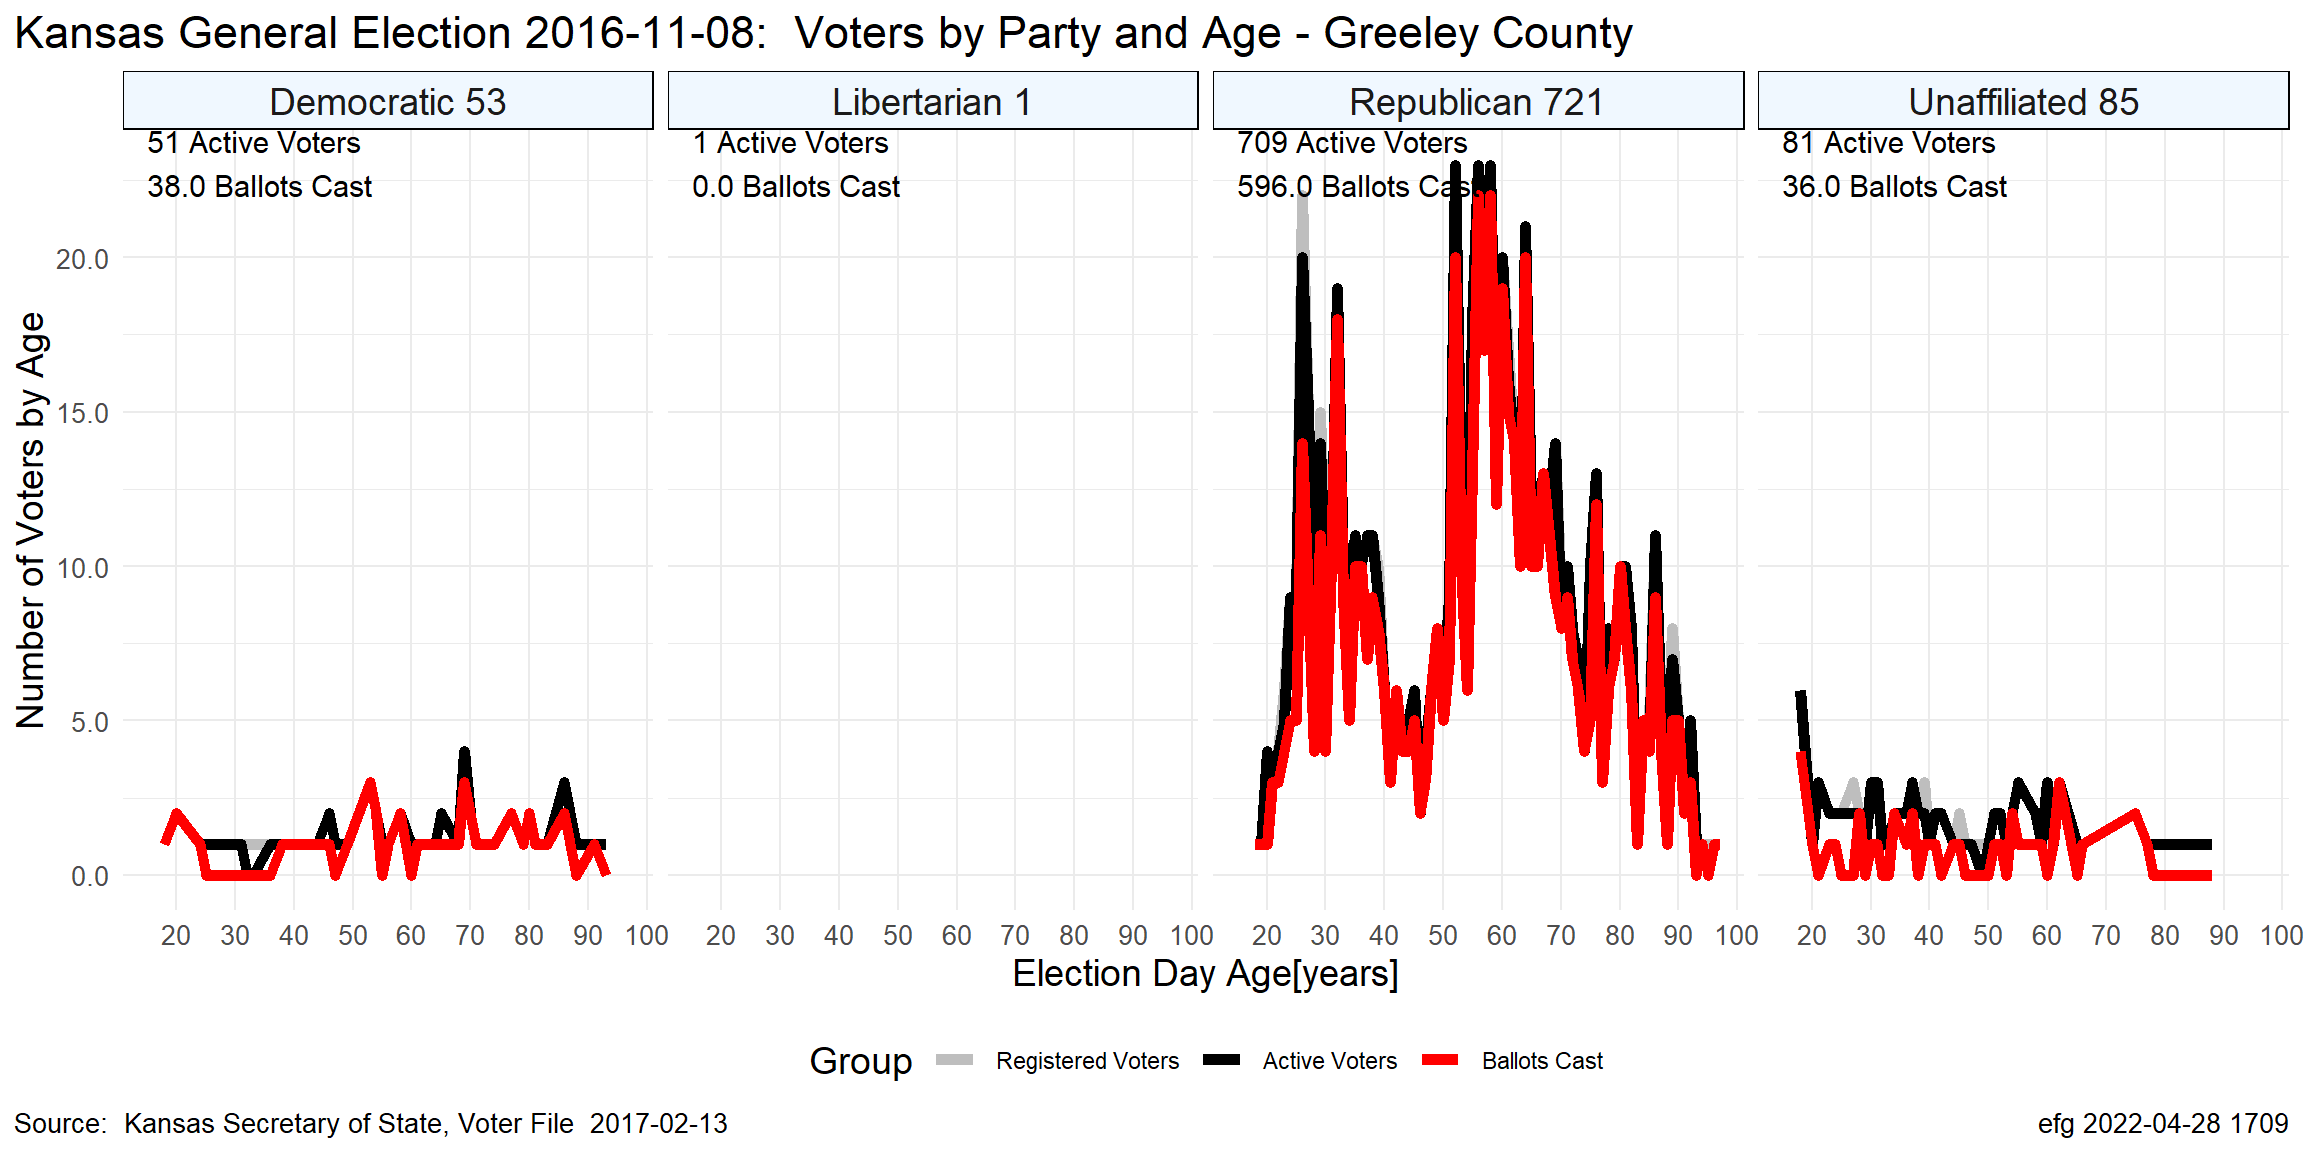 Kansas General Election 2016-11-08:  Voters by Party and Age - Greeley County
Democratic 53
Libertarian 1
Republican 721
Unaffiliated 85
51 Active Voters
38.0 Ballots Cast
1 Active Voters
0.0 Ballots Cast
709 Active Voters
596.0 Ballots Cast
81 Active Voters
36.0 Ballots Cast
Number of Voters by Age
20.0
15.0
10.0
5.0
0.0
20 30 40 50 60 70 80 90 100 20 30 40 50 60 70 80 90 100 20 30 40 50 60 70 80 90 100 20 30 40 50 60 70 80 90 100
Election Day Age[years]
Group Registered Voters Active Voters Ballots Cast
Source:  Kansas Secretary of State, Voter File  2017-02-13
efg 2022-04-28 1709